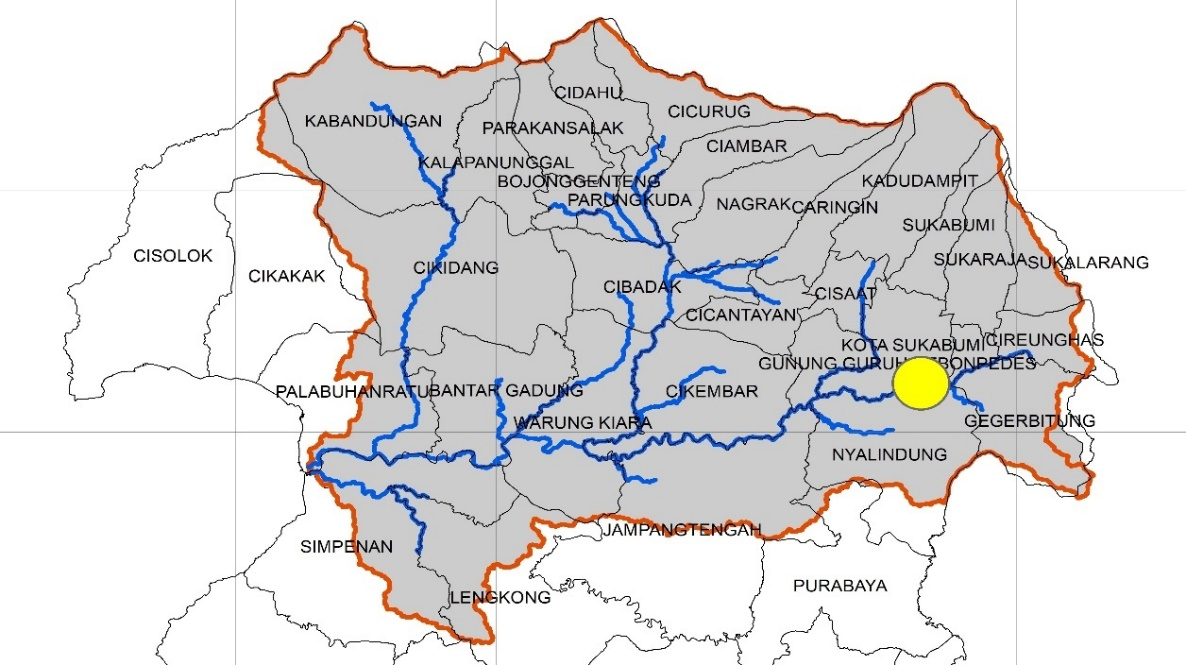 CIDAHU
CICURUG
KABANDUNGAN
PARAKANSALAK
CIAMBAR
KALAPANUNGGAL
BOJONGGENTENG
KADUDAMPIT
PARUNGKUDA
NAGRAK
CARINGIN
SUKABUMI
CISOLOK
CIKIDANG
SUKARAJA
SUKALARANG
CIKAKAK
CIBADAK
CISAAT
CICANTAYAN
KOTA SUKABUMI
CIREUNGHAS
GUNUNG GURUH
PALABUHANRATU
BANTAR GADUNG
CIKEMBAR
WARUNG KIARA
GEGERBITUNG
NYALINDUNG
JAMPANGTENGAH
SIMPENAN
PURABAYA
LENGKONG